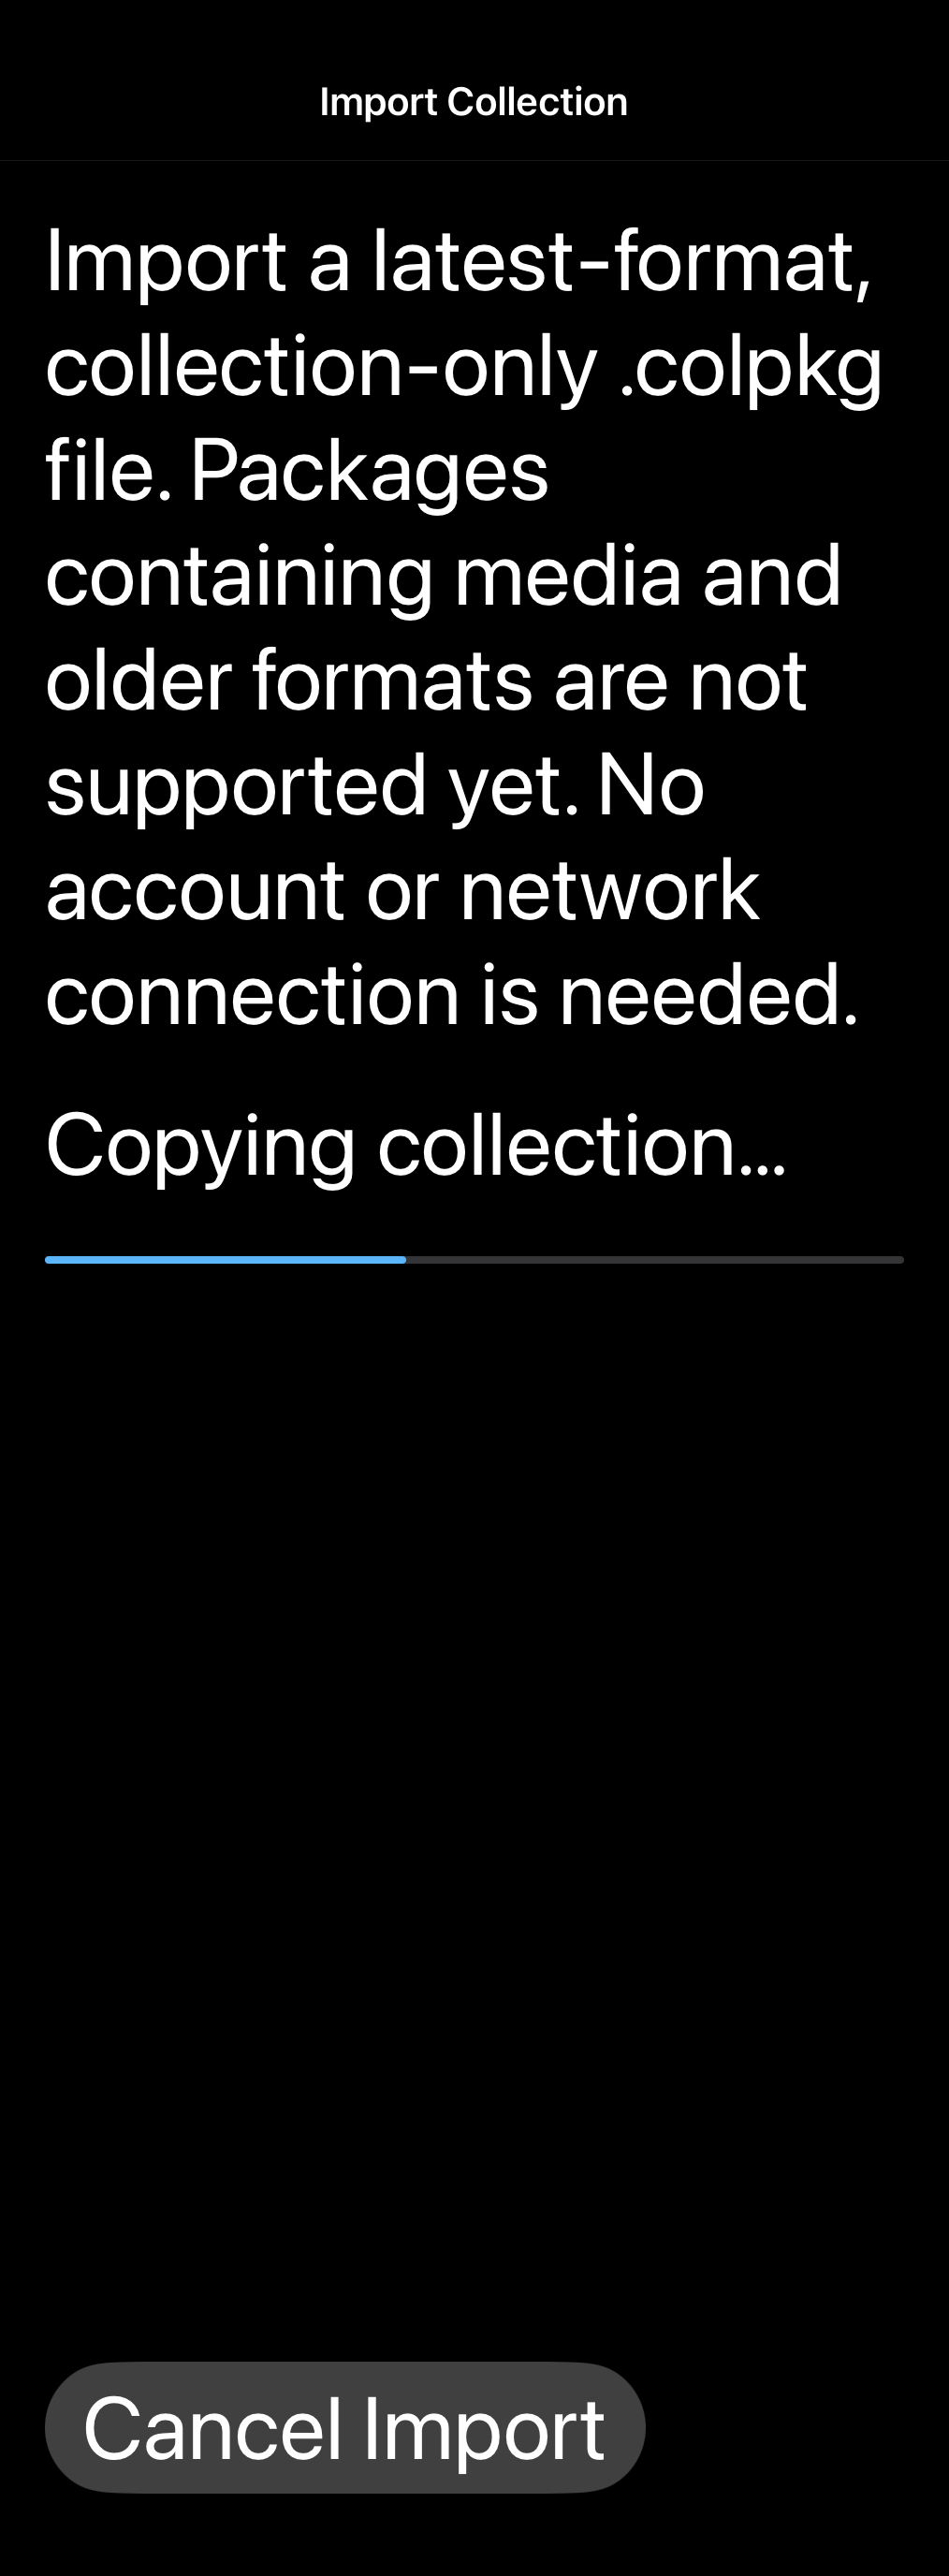 Import Collection
Import a latest-format,
collection-only .colpkg
file. Packages
containing media and
older formats are not
supported yet. No
account or network
connection is needed.
Copying collection...
Cancel Import